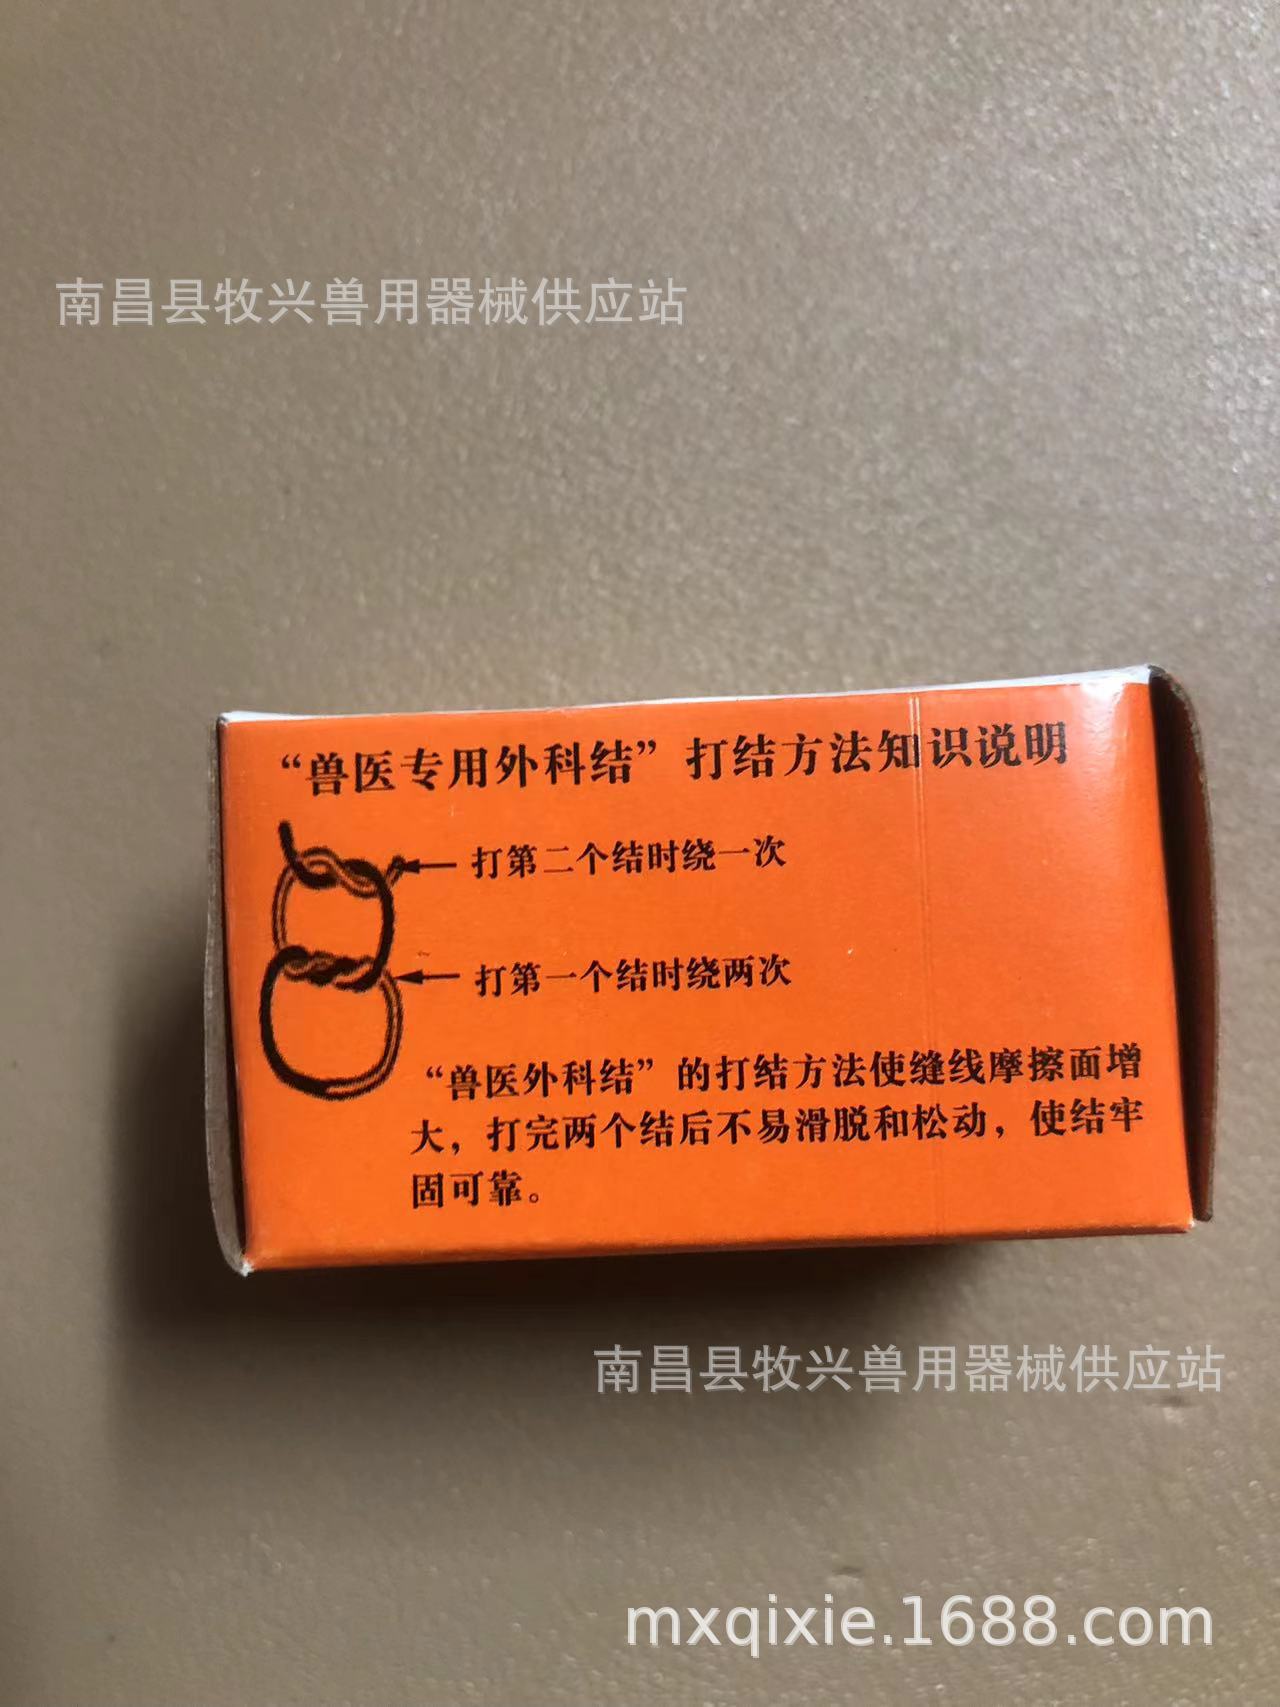 南昌县牧兴兽用器械供应站
“兽医专用外科结”打结方法知识说明
打第二个结时绕一次
打第一个结时绕两次
“兽医外科结”的打结方法使缝线摩擦面增
大，打完两个结后不易滑脱和松动，使结牢
固可靠。
南昌县牧兴兽用器械供应站
mxqixie.1688.com